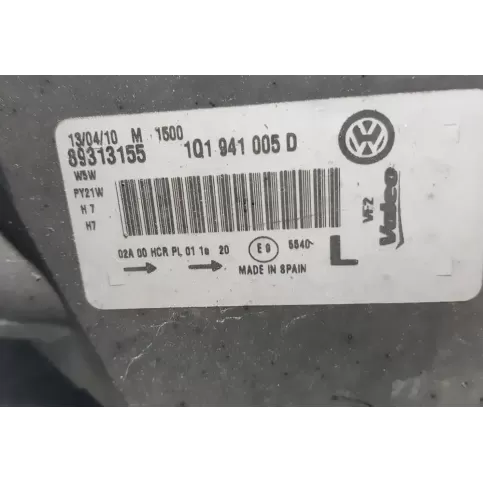 13/04/10 M 1500
89313155 1Q1 941 005 D
W5W
PY21W
H7
H7
02A 00 HCR PL 01 1a 20 E9 5540
MADE IN SPAIN
L
VF2
Valeo